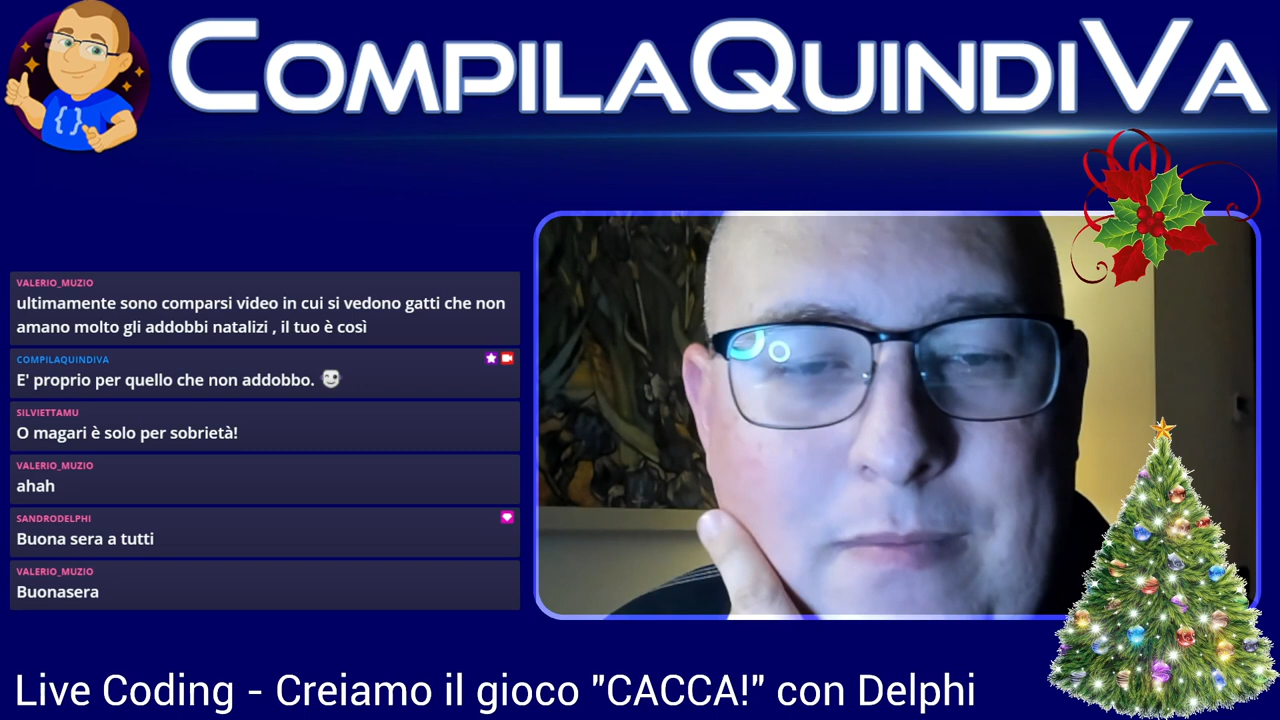 COMPILAQUINDIVA
{}
VALERIO_MUZIO
ultimamente sono comparsi video in cui si vedono gatti che non
amano molto gli addobbi natalizi , il tuo è così
COMPILAQUINDIVA
E' proprio per quello che non addobbo.
SILVIETTAMU
O magari è solo per sobrietà!
VALERIO_MUZIO
ahah
SANDRODELPHI
Buona sera a tutti
VALERIO_MUZIO
Buonasera
Live Coding - Creiamo il gioco "CACCA!" con Delphi